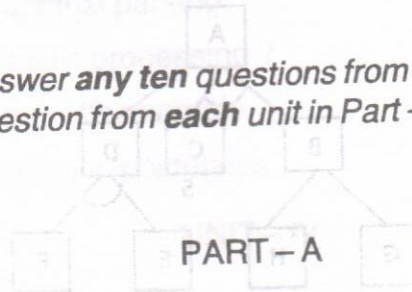 swer any ten questions from
estion from each unit in Part -
PART – A